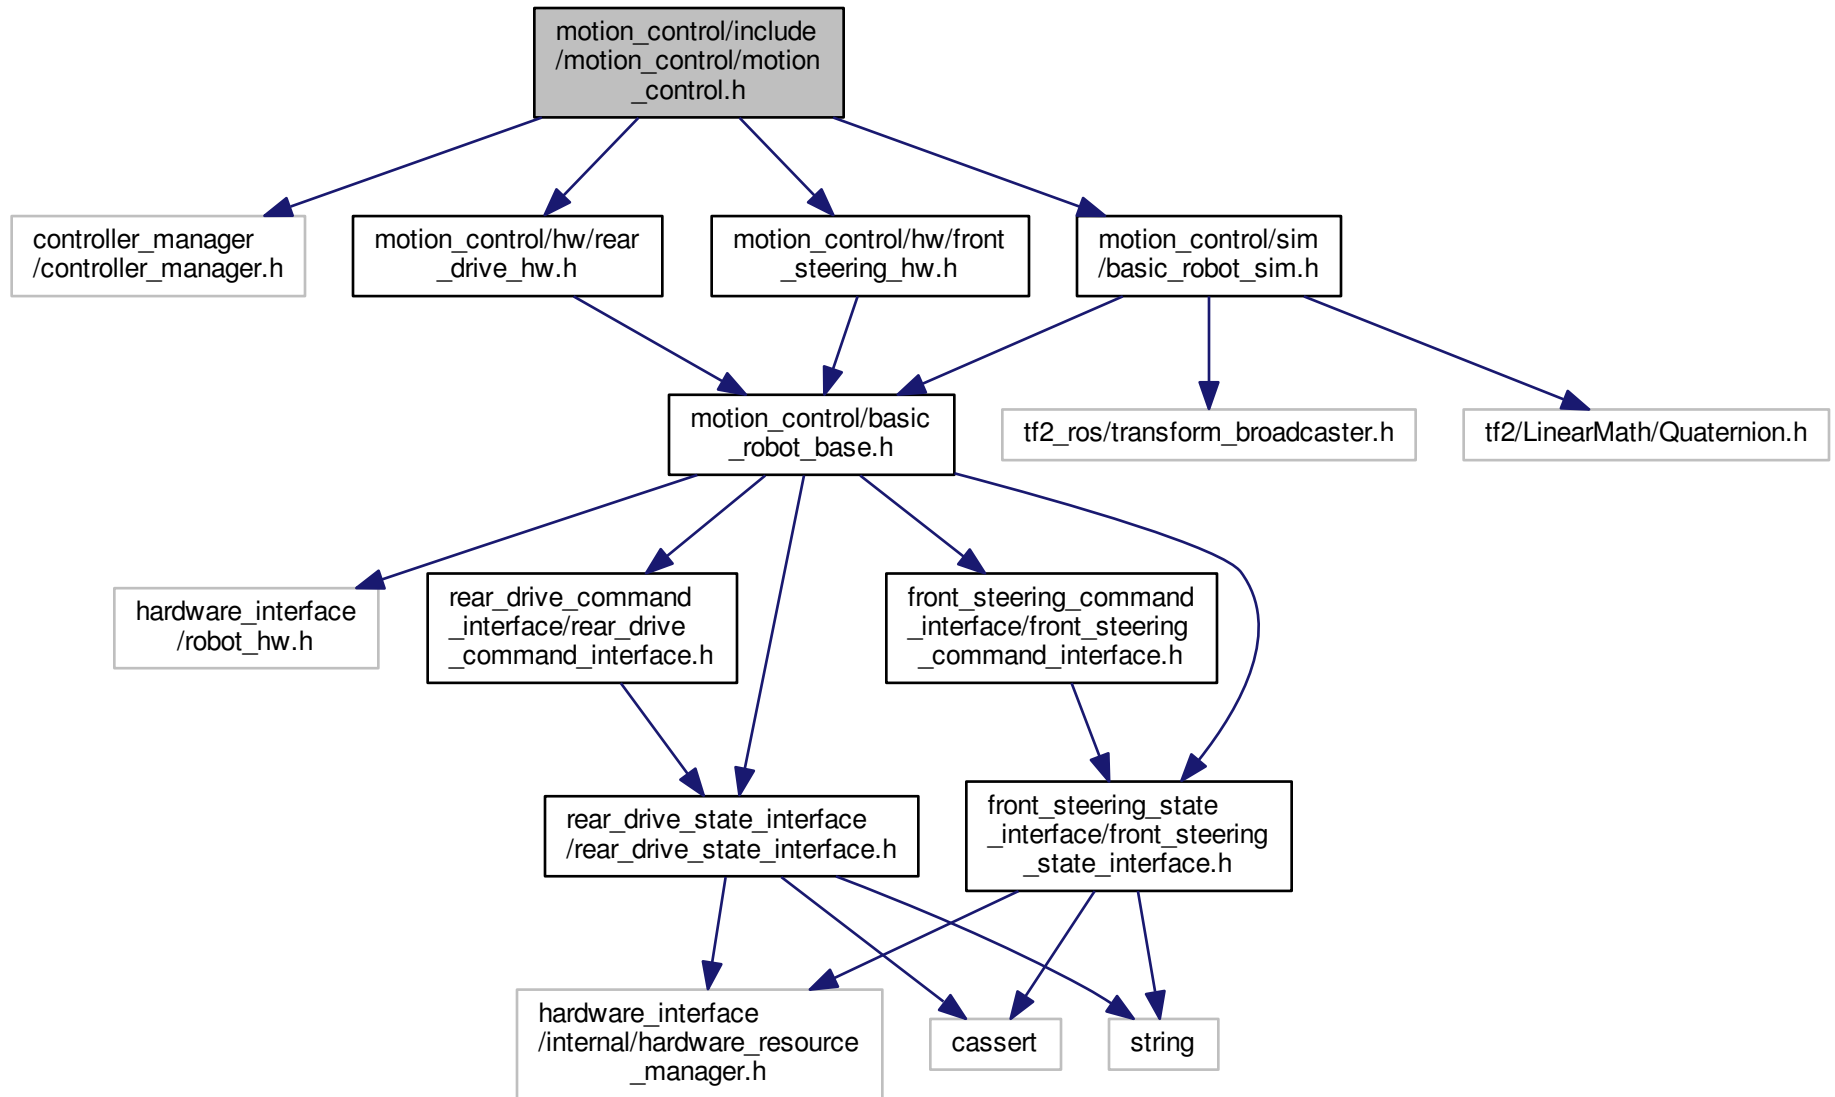 motion_control/include
/motion_control/motion
_control.h
controller_manager
/controller_manager.h
motion_control/hw/rear
_drive_hw.h
motion_control/hw/front
_steering_hw.h
motion_control/sim
/basic_robot_sim.h
motion_control/basic
_robot_base.h
tf2_ros/transform_broadcaster.h
tf2/LinearMath/Quaternion.h
hardware_interface
/robot_hw.h
rear_drive_command
_interface/rear_drive
_command_interface.h
front_steering_command
_interface/front_steering
_command_interface.h
rear_drive_state_interface
/rear_drive_state_interface.h
front_steering_state
_interface/front_steering
_state_interface.h
hardware_interface
/internal/hardware_resource
_manager.h
cassert
string